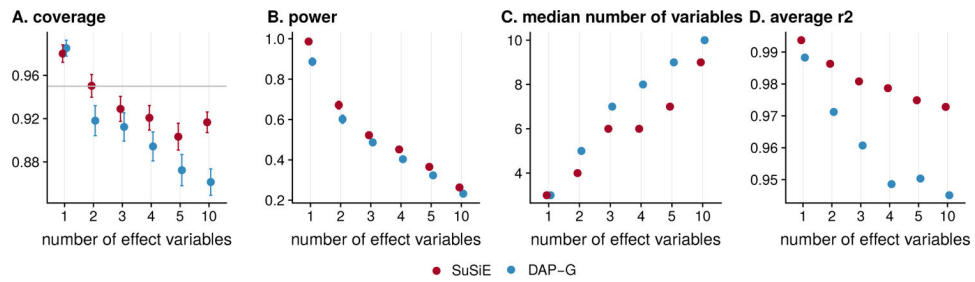 A. coverage
0.96
0.92
0.88
1 2 3 4 5 10
number of effect variables
B. power
1.0
0.8
0.6
0.4
0.2
1 2 3 4 5 10
number of effect variables
C. median number of variables
10
8
6
4
1 2 3 4 5 10
number of effect variables
D. average r2
0.99
0.98
0.97
0.96
0.95
1 2 3 4 5 10
number of effect variables
SuSiE DAP−G